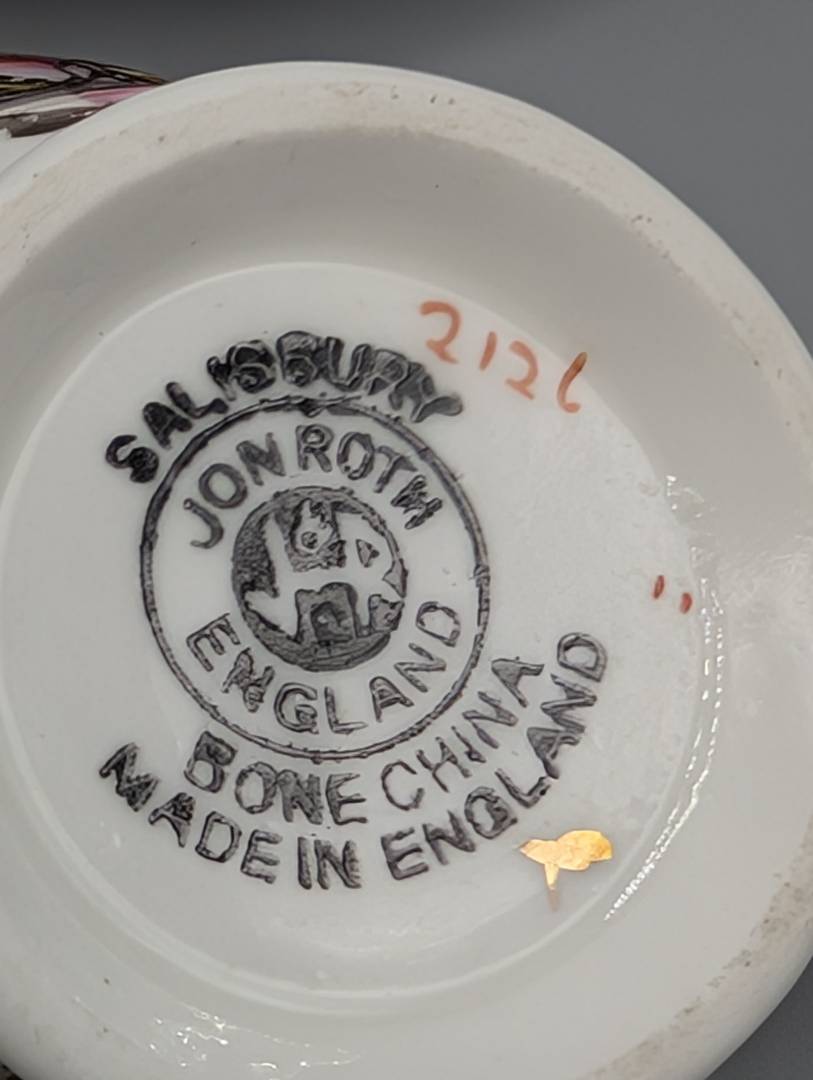 2126
SALISBURY
JON ROTH
ENGLAND
BONE CHINA
MADE IN ENGLAND